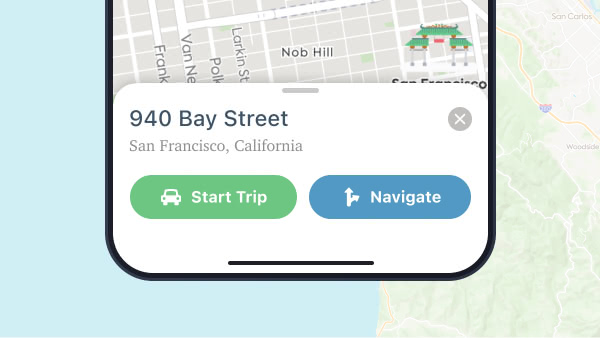 San Carlos
Larkin St
Nob Hill
Van Ne
Frank
Polk
San Francisco
940 Bay Street
San Francisco, California
Woodside
Start Trip
Navigate